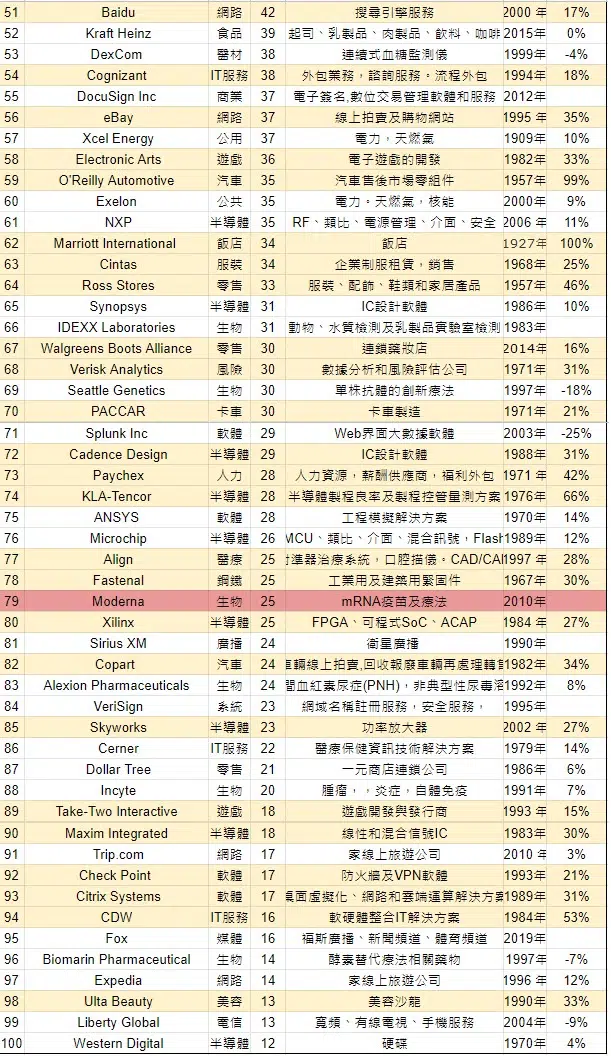 51 Baidu 網路 42 搜尋引擎服務 2000 年 17%
52 Kraft Heinz 食品 39 起司、乳製品、肉製品、飲料、咖啡 2015年 0%
53 DexCom 醫材 38 連續式血糖監測儀 1999年 -4%
54 Cognizant IT服務 38 外包業務，諮詢服務。流程外包 1994年 18%
55 DocuSign Inc 商業 37 電子簽名,數位交易管理軟體和服務 2012年
56 eBay 網路 37 線上拍賣及購物網站 1995 年 35%
57 Xcel Energy 公用 37 電力，天燃氣 1909年 10%
58 Electronic Arts 遊戲 36 電子遊戲的開發 1982年 33%
59 O'Reilly Automotive 汽車 35 汽車售後市場零組件 1957年 99%
60 Exelon 公共 35 電力。天燃氣，核能 2000年 9%
61 NXP 半導體 35 RF、類比、電源管理、介面、安全 2006 年 11%
62 Marriott International 飯店 34 飯店 1927年 100%
63 Cintas 服裝 34 企業制服租賃，銷售 1968年 25%
64 Ross Stores 零售 33 服裝、配飾、鞋類和家居產品 1957年 46%
65 Synopsys 半導體 31 IC設計軟體 1986年 10%
66 IDEXX Laboratories 生物 31 動物、水質檢測及乳製品實驗室檢測 1983年
67 Walgreens Boots Alliance 零售 30 連鎖藥妝店 2014年 16%
68 Verisk Analytics 風險 30 數據分析和風險評估公司 1971年 31%
69 Seattle Genetics 生物 30 單株抗體的創新療法 1997年 -18%
70 PACCAR 卡車 30 卡車製造 1971年 21%
71 Splunk Inc 軟體 29 Web界面大數據軟體 2003年 -25%
72 Cadence Design 半導體 29 IC設計軟體 1988年 31%
73 Paychex 人力 28 人力資源，薪酬供應商，福利外包 1971 年 42%
74 KLA-Tencor 半導體 28 半導體製程良率及製程控管量測方案 1976年 66%
75 ANSYS 軟體 28 工程模擬解決方案 1970年 14%
76 Microchip 半導體 26 MCU、類比、介面、混合訊號，Flash 1989年 12%
77 Align 醫療 25 準器治療系統，口腔描儀。CAD/CAM 1997 年 28%
78 Fastenal 鋼鐵 25 工業用及建築用緊固件 1967年 30%
79 Moderna 生物 25 mRNA疫苗及療法 2010年
80 Xilinx 半導體 25 FPGA、可程式SoC、ACAP 1984 年 27%
81 Sirius XM 廣播 24 衛星廣播 1990年
82 Copart 汽車 24 車輛線上拍賣,回收報廢車輛再處理轉售 1982年 34%
83 Alexion Pharmaceuticals 生物 24 間血紅素尿症(PNH)，非典型性尿毒溶 1992年 8%
84 VeriSign 系統 23 網域名稱註冊服務，安全服務， 1995年
85 Skyworks 半導體 23 功率放大器 2002 年 27%
86 Cerner IT服務 22 醫療保健資訊技術解決方案 1979年 14%
87 Dollar Tree 零售 21 一元商店連鎖公司 1986年 6%
88 Incyte 生物 20 腫瘤，，炎症，自體免疫 1991年 7%
89 Take-Two Interactive 遊戲 18 遊戲開發與發行商 1993 年 15%
90 Maxim Integrated 半導體 18 線性和混合信號IC 1983年 30%
91 Trip.com 網路 17 家線上旅遊公司 2010 年 3%
92 Check Point 軟體 17 防火牆及VPN軟體 1993年 21%
93 Citrix Systems 軟體 17 桌面虛擬化、網路和雲端運算解決方案 1989年 31%
94 CDW IT服務 16 軟硬體整合IT解決方案 1984年 53%
95 Fox 媒體 16 福斯廣播、新聞頻道、體育頻道 2019年
96 Biomarin Pharmaceutical 生物 14 酵素替代療法相關藥物 1997年 -7%
97 Expedia 網路 14 家線上旅遊公司 1996 年 12%
98 Ulta Beauty 美容 13 美容沙龍 1990年 33%
99 Liberty Global 電信 13 寬頻、有線電視、手機服務 2004年 -9%
100 Western Digital 半導體 12 硬碟 1970年 4%